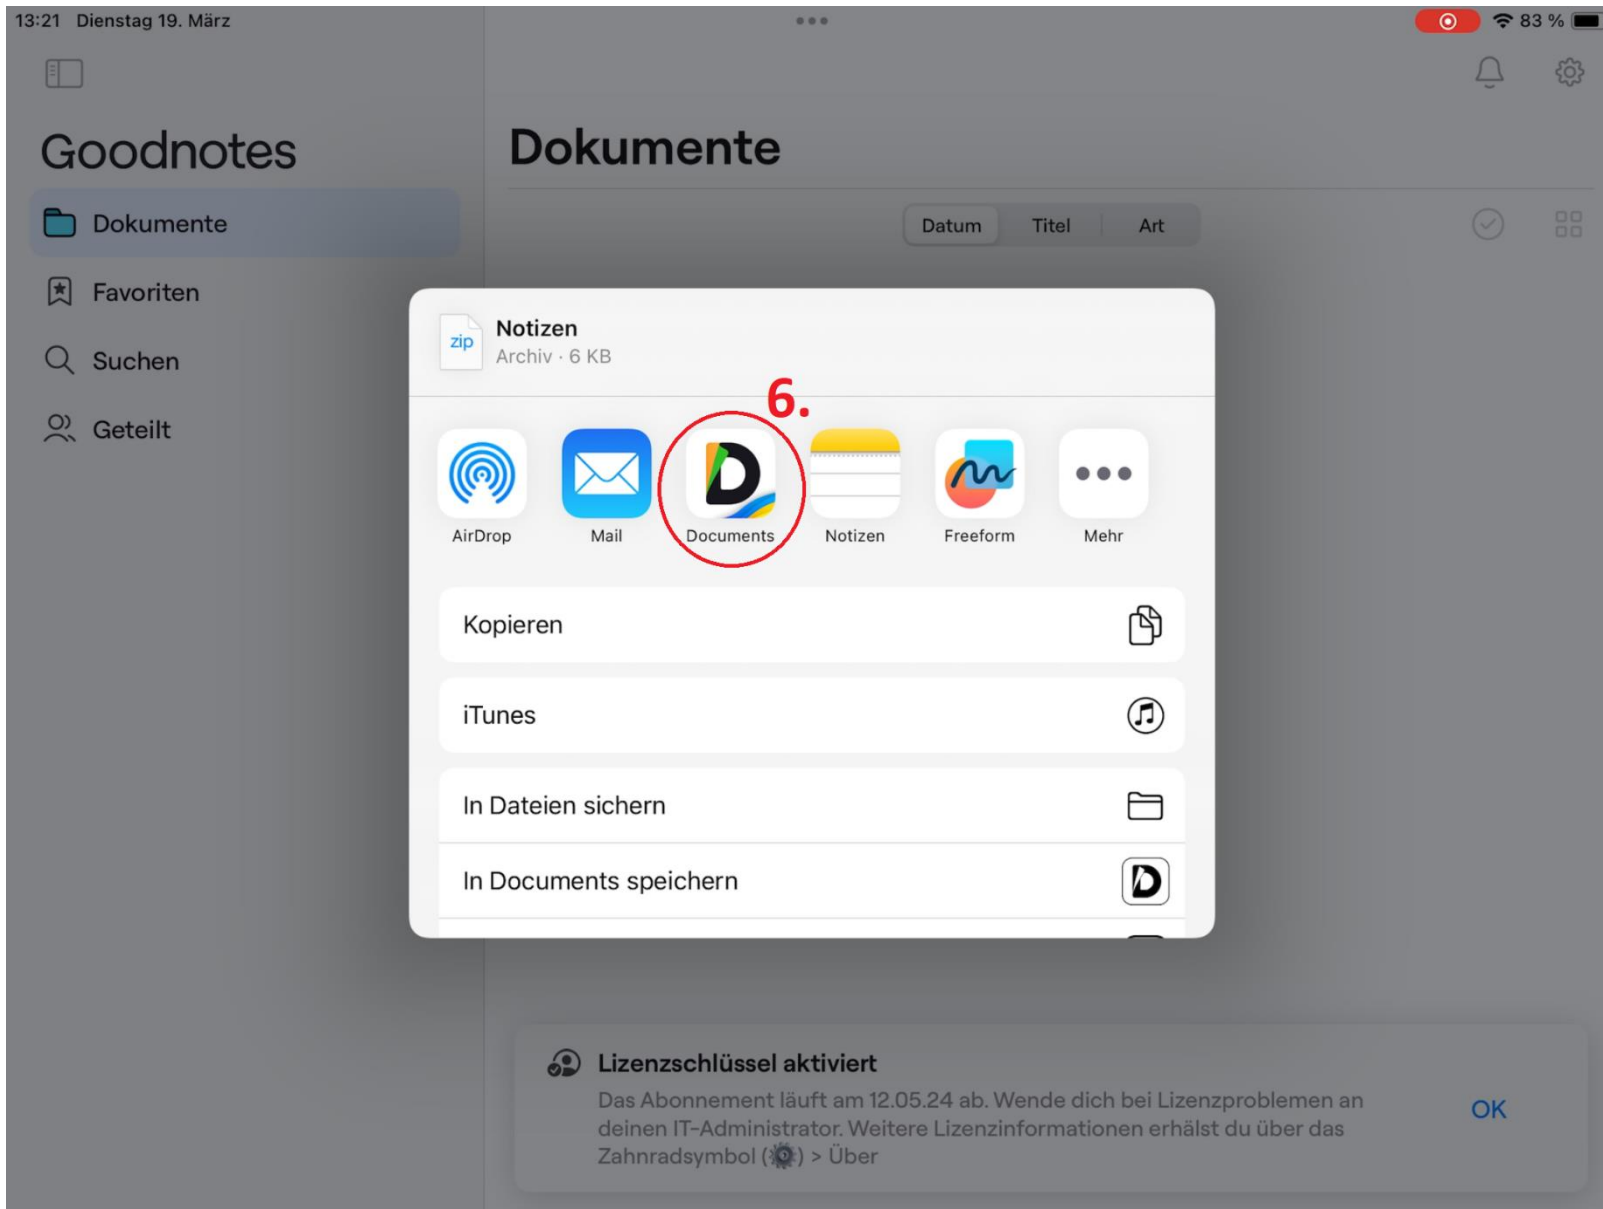 13:21 Dienstag 19. März
83 %
Goodnotes
Dokumente
Dokumente
Favoriten
Suchen
Geteilt
Datum Titel Art
zip
Notizen
Archiv · 6 KB
6.
AirDrop Mail Documents Notizen Freeform Mehr
Kopieren
iTunes
In Dateien sichern
In Documents speichern
Lizenzschlüssel aktiviert
Das Abonnement läuft am 12.05.24 ab. Wende dich bei Lizenzproblemen an
deinen IT-Administrator. Weitere Lizenzinformationen erhälst du über das
Zahnradsymbol (⚙) > Über
OK